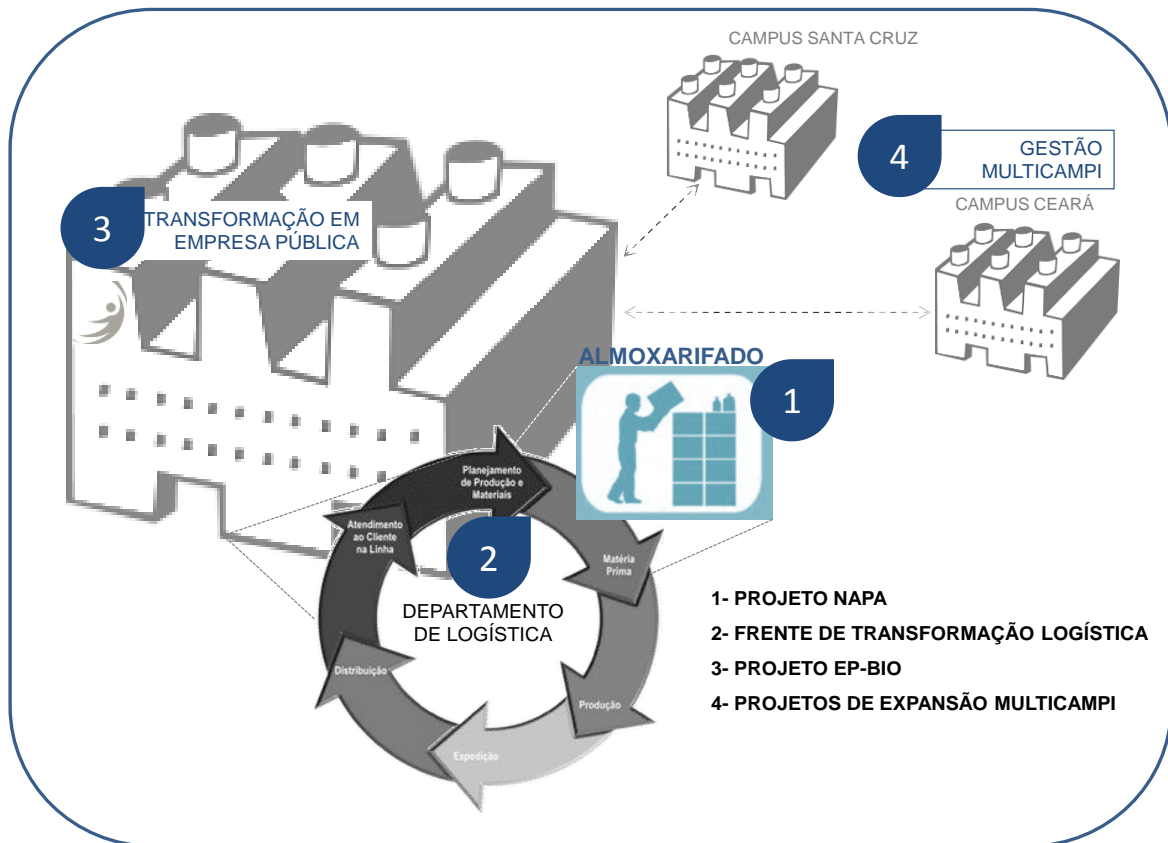 CAMPUS SANTA CRUZ
4
GESTÃO
MULTICAMPI
CAMPUS CEARÁ
3
TRANSFORMAÇÃO EM
EMPRESA PÚBLICA
ALMOXARIFADO
1
Planejamento
de Produção e
Materiais
Atendimento
ao Cliente
na Linha
2
Matéria
Prima
DEPARTAMENTO
DE LOGÍSTICA
Distribuição
Produção
Expedição
1- PROJETO NAPA
2- FRENTE DE TRANSFORMAÇÃO LOGÍSTICA
3- PROJETO EP-BIO
4- PROJETOS DE EXPANSÃO MULTICAMPI